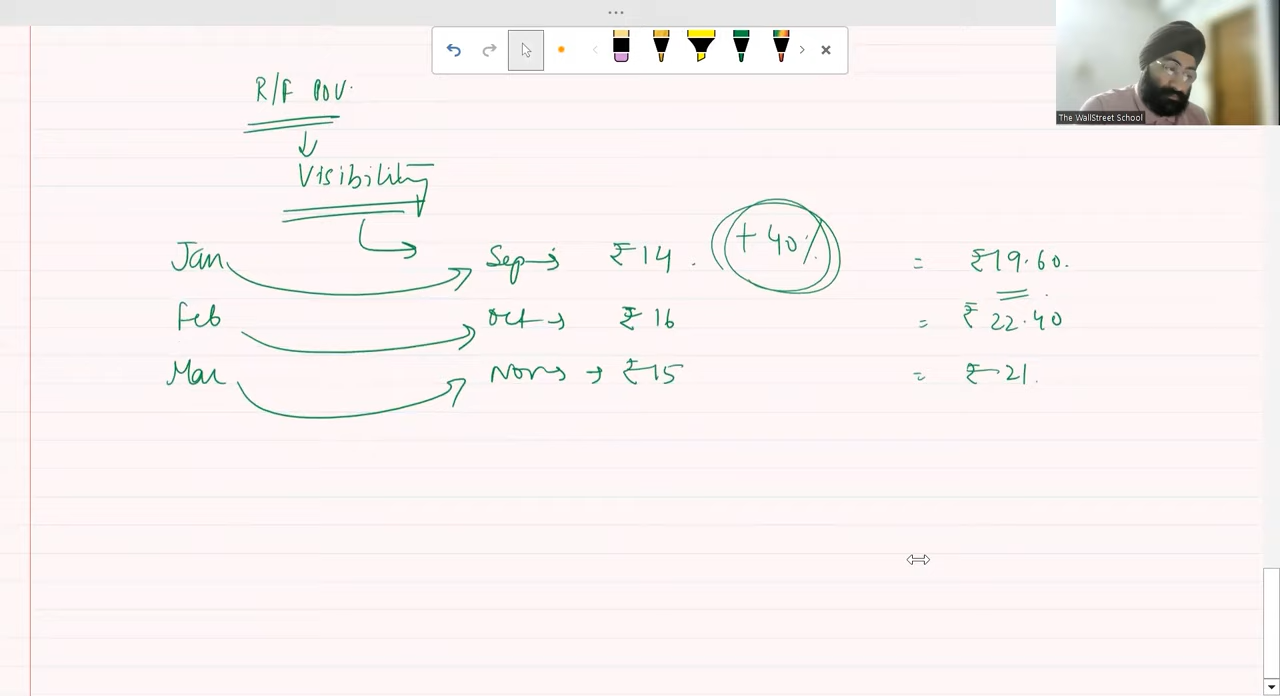 R/F POV.
The WallStreet School
Visibility
Jan Sep → ₹14. +40% = ₹19.60.
Feb Oct → ₹16 = ₹22.40
Mar Nov → ₹15 = ₹21.